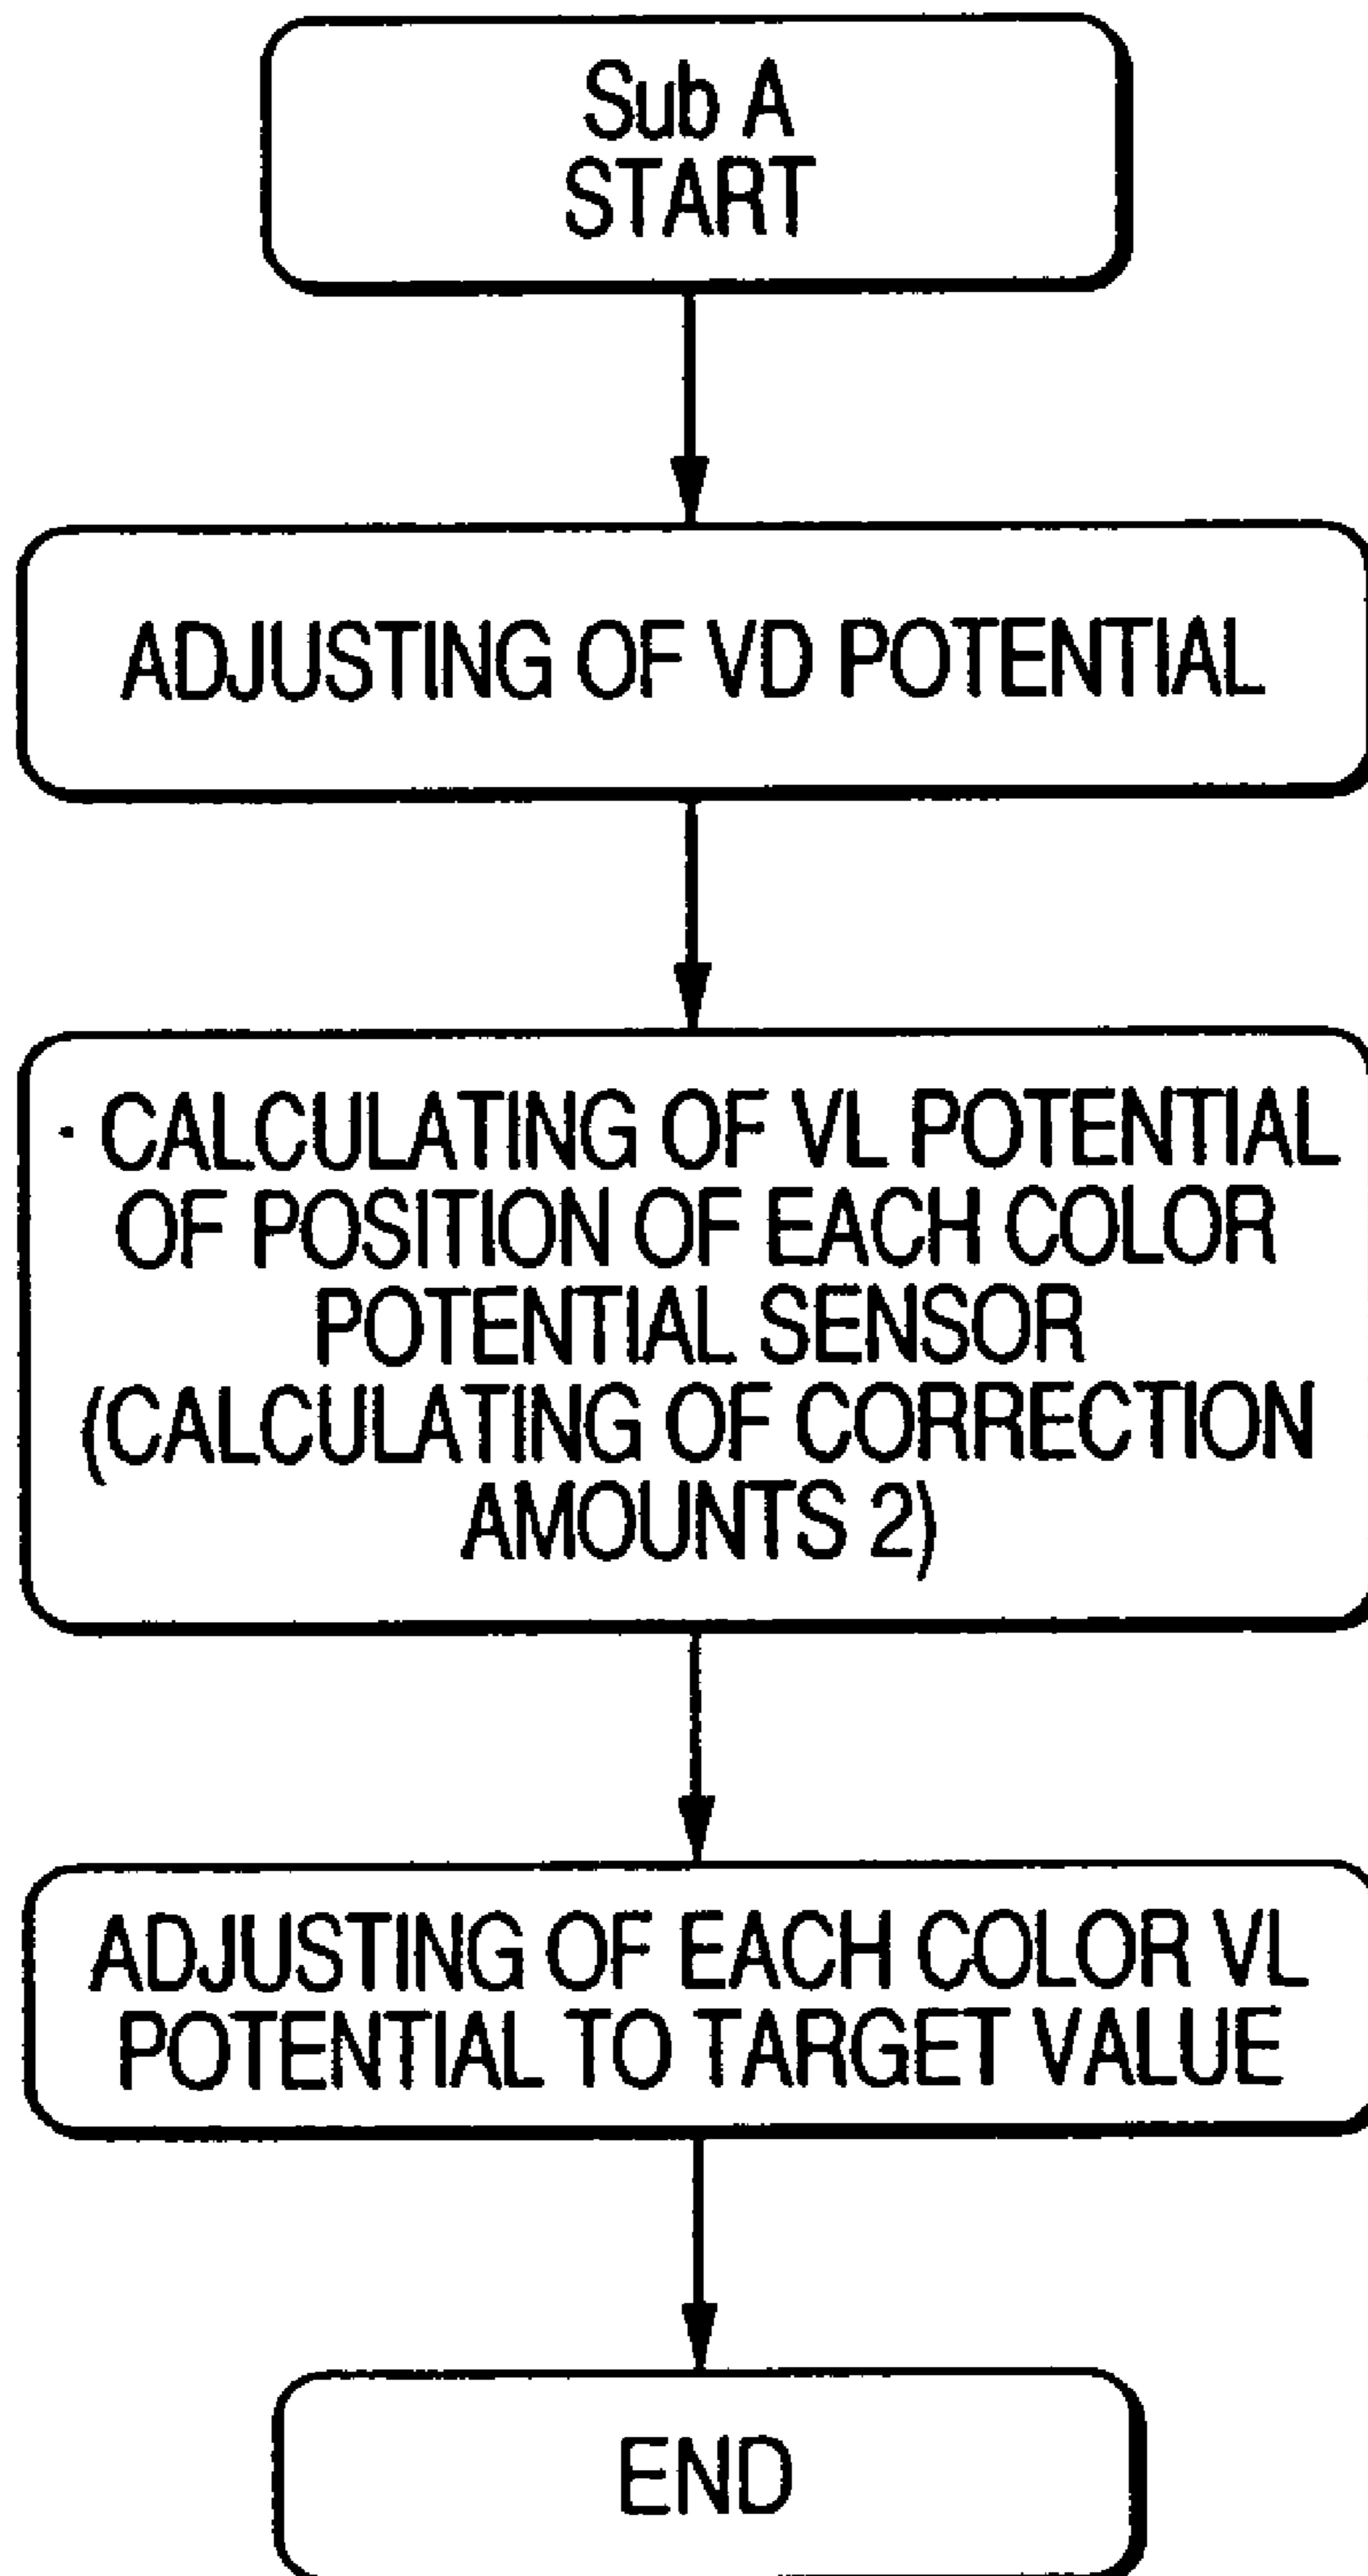 Sub A
START
ADJUSTING OF VD POTENTIAL
· CALCULATING OF VL POTENTIAL
OF POSITION OF EACH COLOR
POTENTIAL SENSOR
(CALCULATING OF CORRECTION
AMOUNTS 2)
ADJUSTING OF EACH COLOR VL
POTENTIAL TO TARGET VALUE
END